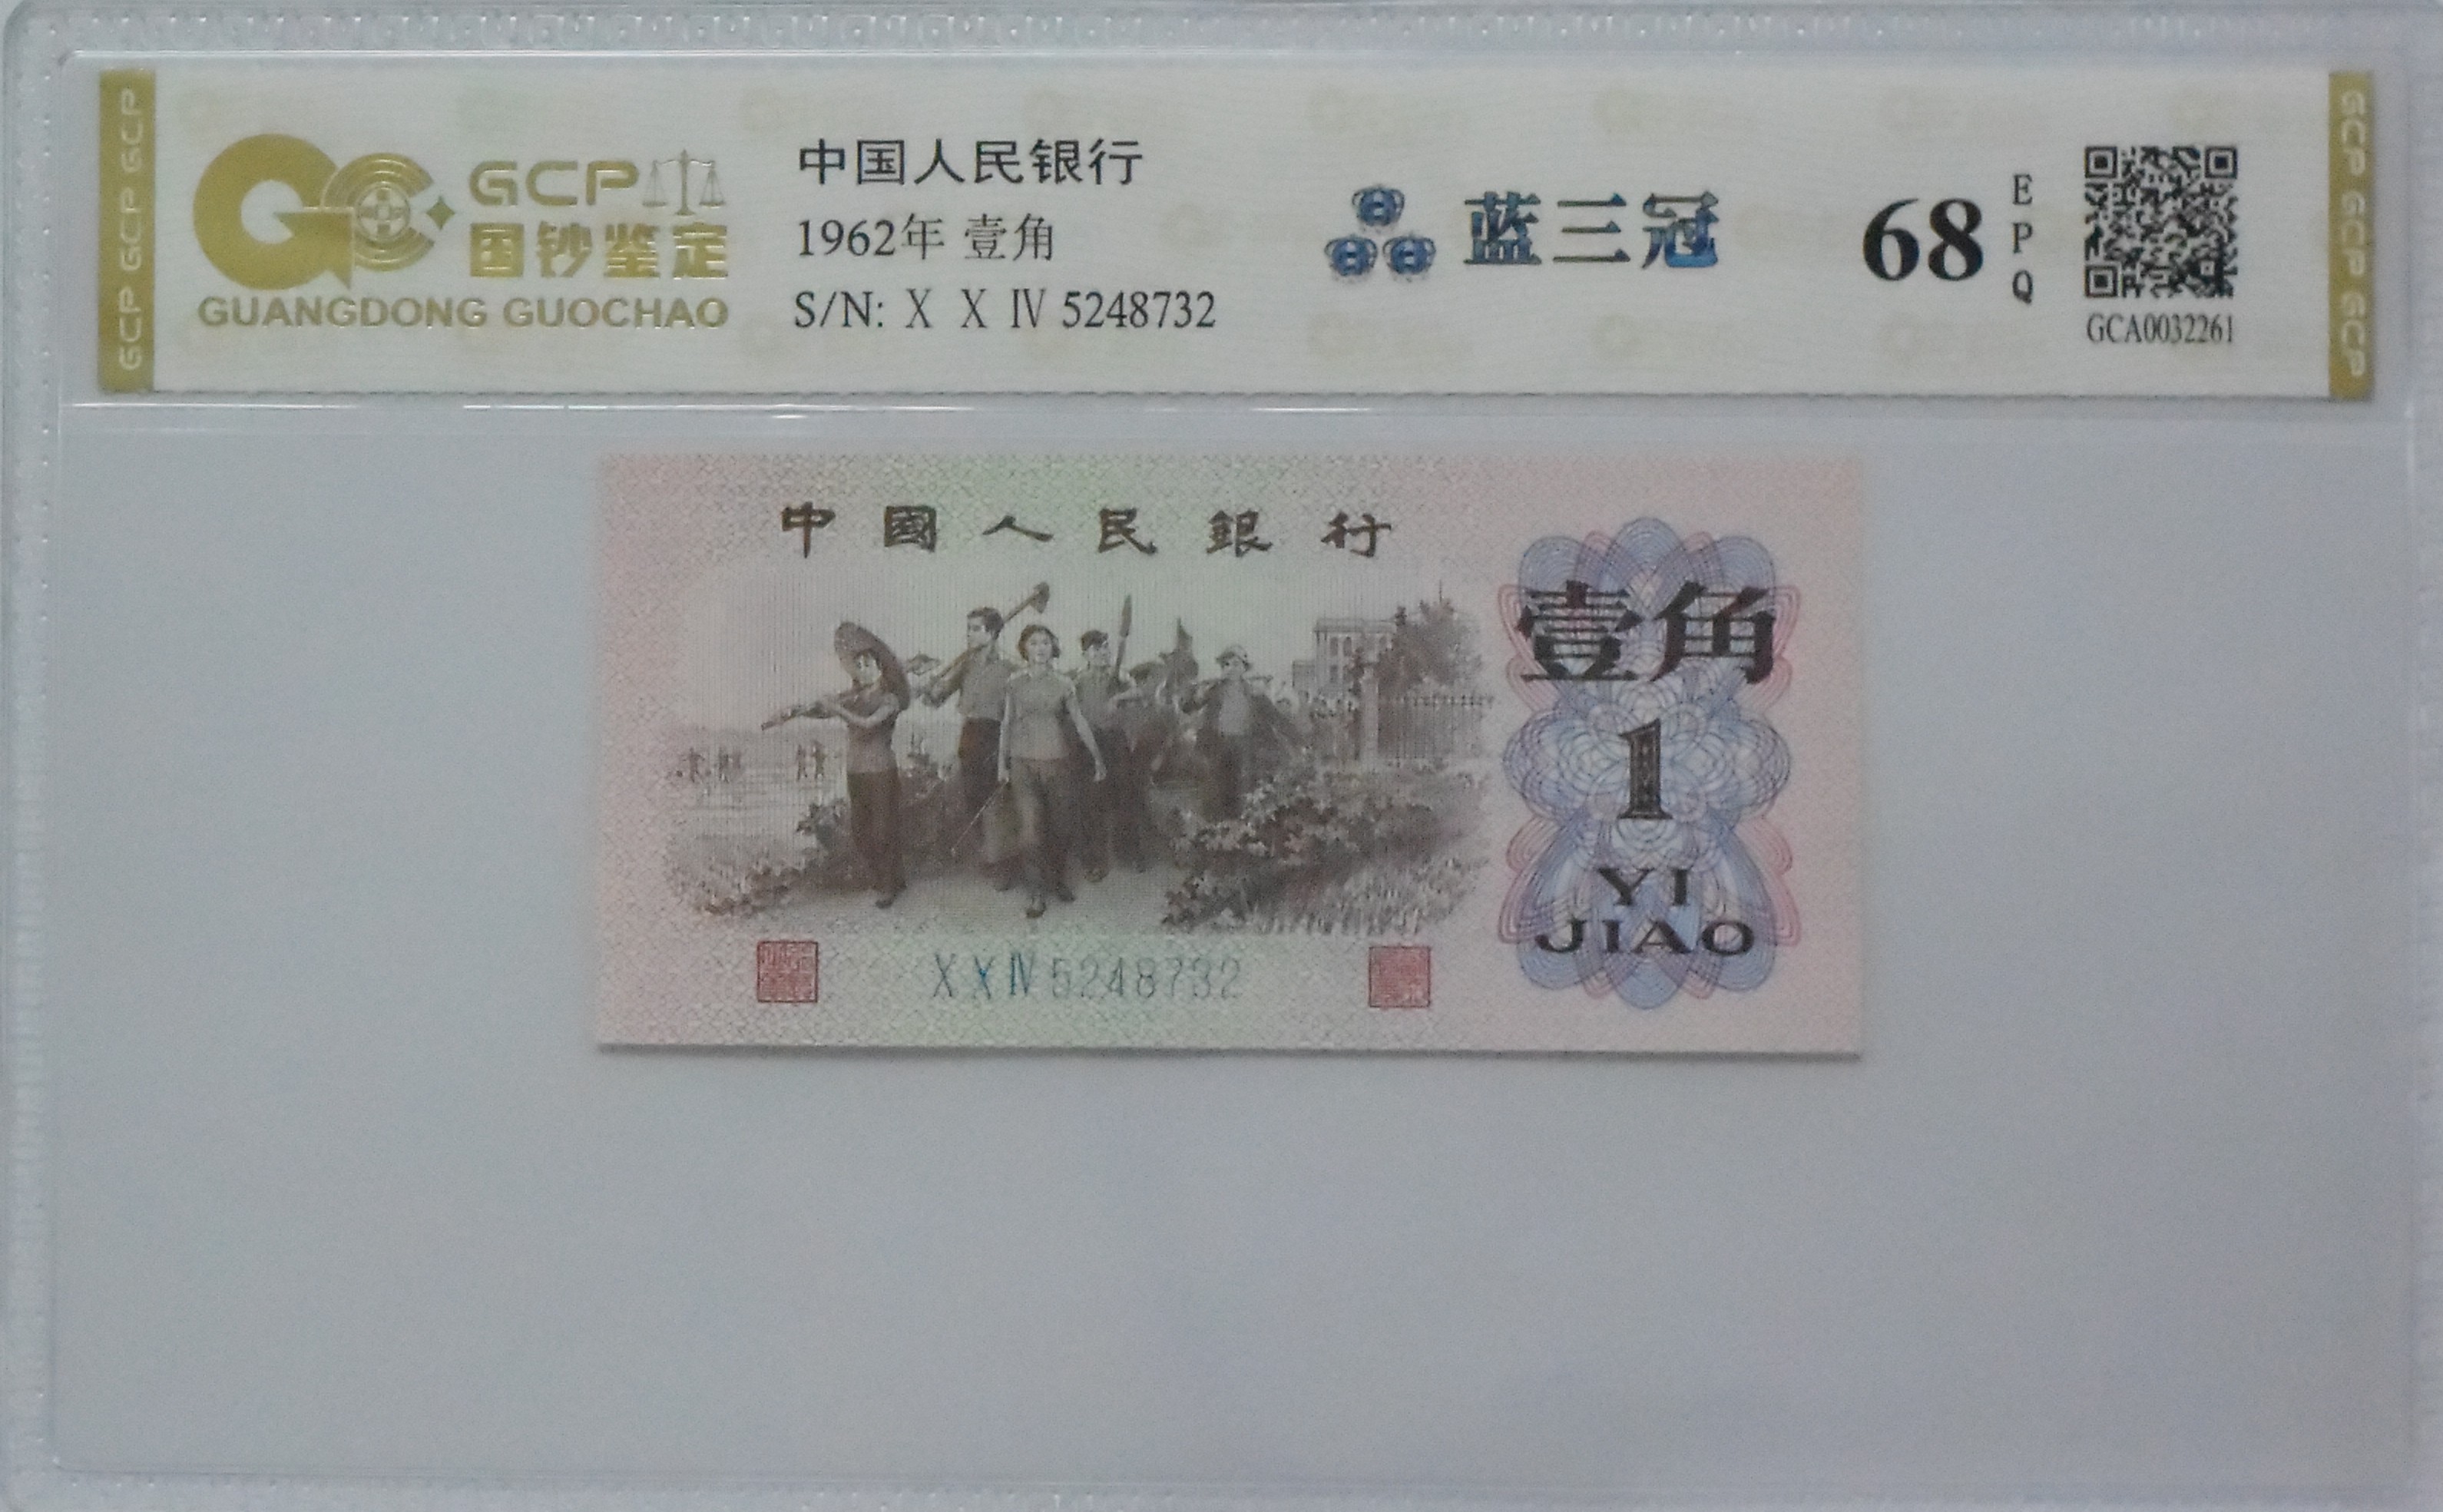 GCP GCP GCP
GCP
国钞鉴定
GUANGDONG GUOCHAO
中国人民银行
1962年 壹角
S/N: X X Ⅳ 5248732
蓝三冠
68
E
P
Q
GCA0032261
GCP GCP GCP
中國人民銀行
壹角
1
YI
JIAO
X X Ⅳ 5248732